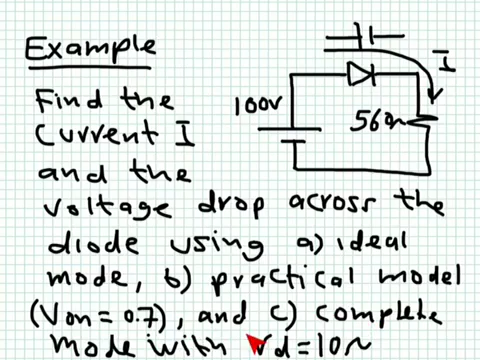 Example
I
Find the
100v
560Ω
Current I
and the
voltage drop across the
diode using a) ideal
mode, b) practical model
(Von = 0.7), and c) complete
mode with rd = 10Ω